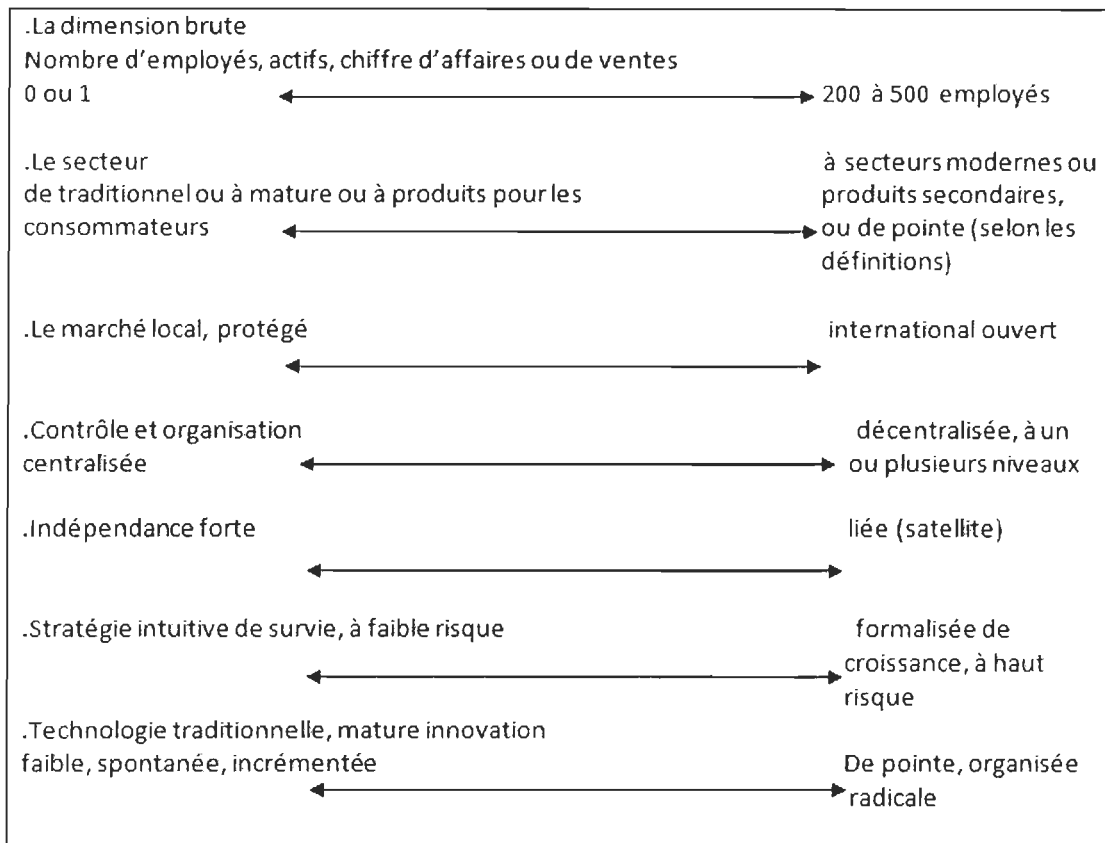 .La dimension brute
Nombre d'employés, actifs, chiffre d'affaires ou de ventes
0 ou 1
200 à 500 employés
.Le secteur
de traditionnel ou à mature ou à produits pour les
consommateurs
à secteurs modernes ou
produits secondaires,
ou de pointe (selon les
définitions)
.Le marché local, protégé
international ouvert
.Contrôle et organisation
centralisée
décentralisée, à un
ou plusieurs niveaux
.Indépendance forte
liée (satellite)
.Stratégie intuitive de survie, à faible risque
formalisée de
croissance, à haut
risque
.Technologie traditionnelle, mature innovation
faible, spontanée, incrémentée
De pointe, organisée
radicale